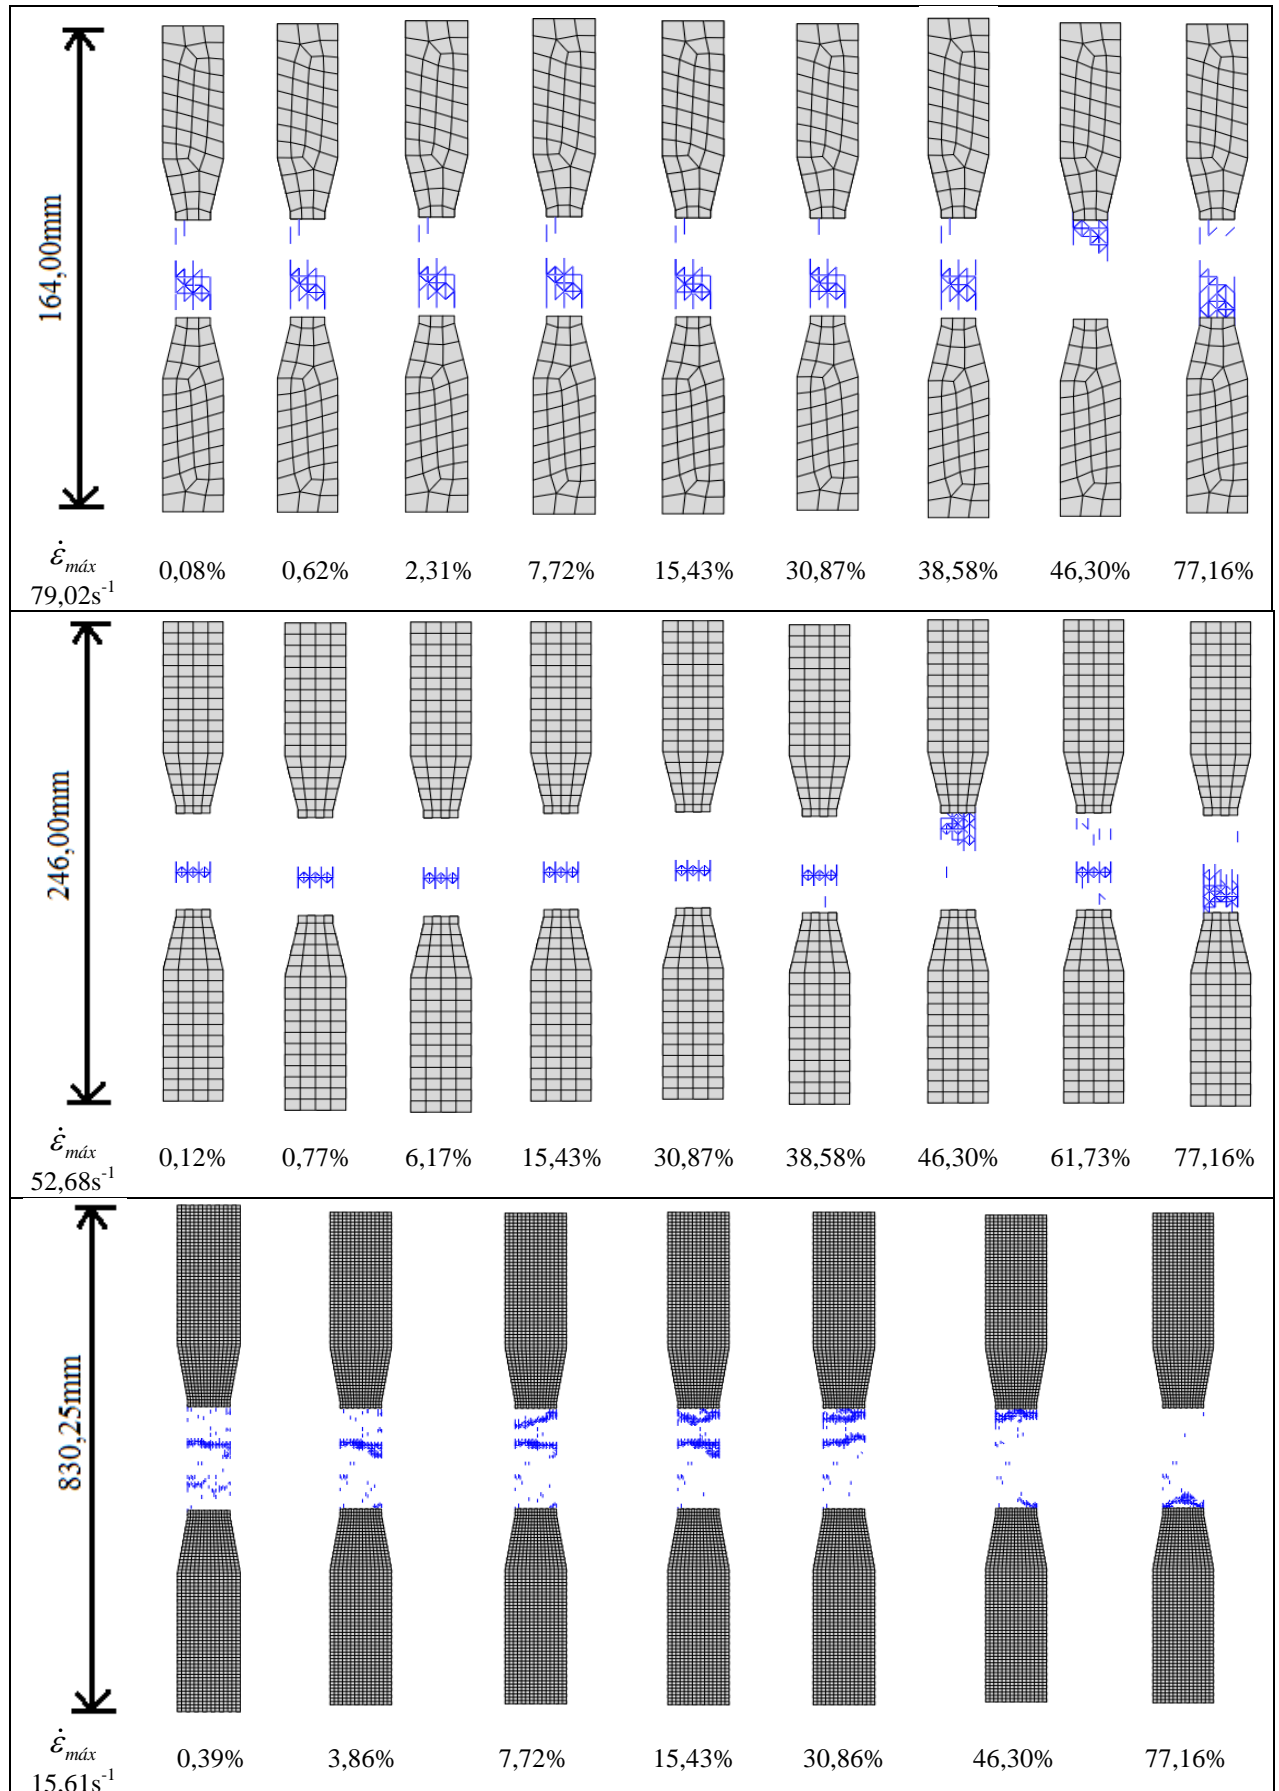 164,00mm
ε̇máx
79,02s-1
0,08% 0,62% 2,31% 7,72% 15,43% 30,87% 38,58% 46,30% 77,16%
246,00mm
ε̇máx
52,68s-1
0,12% 0,77% 6,17% 15,43% 30,87% 38,58% 46,30% 61,73% 77,16%
830,25mm
ε̇máx
15,61s-1
0,39% 3,86% 7,72% 15,43% 30,86% 46,30% 77,16%